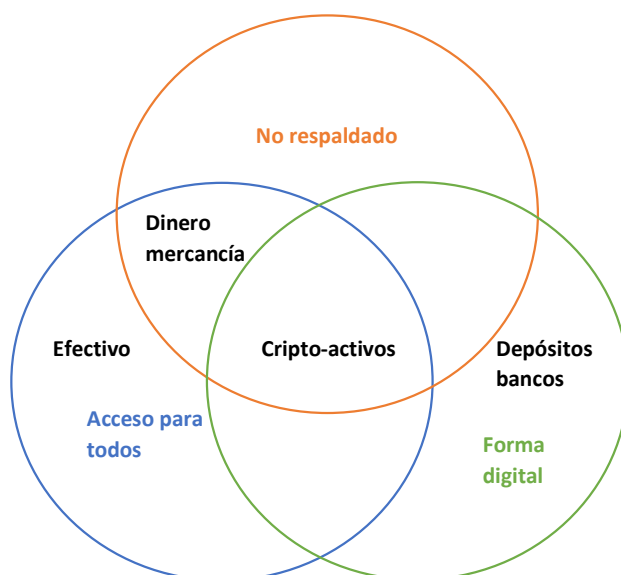 No respaldado
Dinero
mercancía
Efectivo
Cripto-activos
Depósitos
bancos
Acceso para
todos
Forma
digital